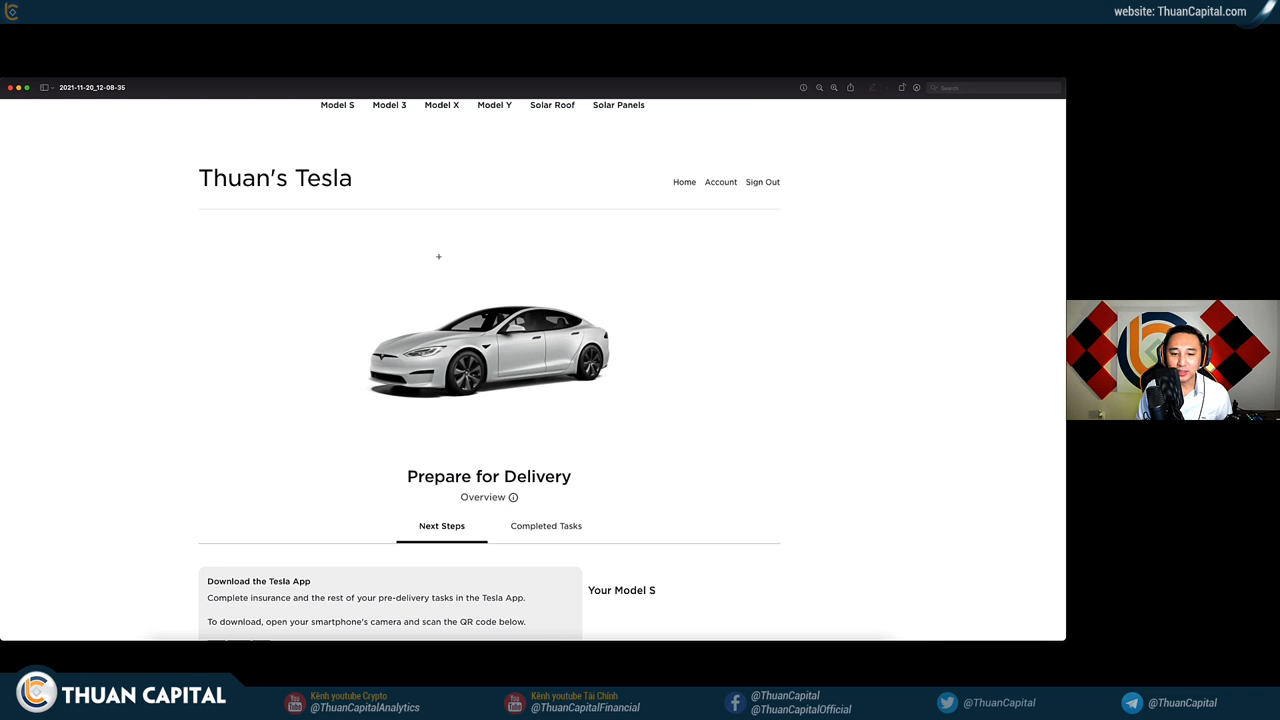 website: ThuanCapital.com
2021-11-20_12-08-35
Search
Model S Model 3 Model X Model Y Solar Roof Solar Panels
Thuan's Tesla
Home Account Sign Out
Prepare for Delivery
Overview
Next Steps Completed Tasks
Download the Tesla App
Complete insurance and the rest of your pre-delivery tasks in the Tesla App.
To download, open your smartphone's camera and scan the QR code below.
Your Model S
THUAN CAPITAL
Kênh youtube Crypto
@ThuanCapitalAnalytics
Kênh youtube Tài Chính
@ThuanCapitalFinancial
@ThuanCapital
@ThuanCapitalOfficial
@ThuanCapital
@ThuanCapital